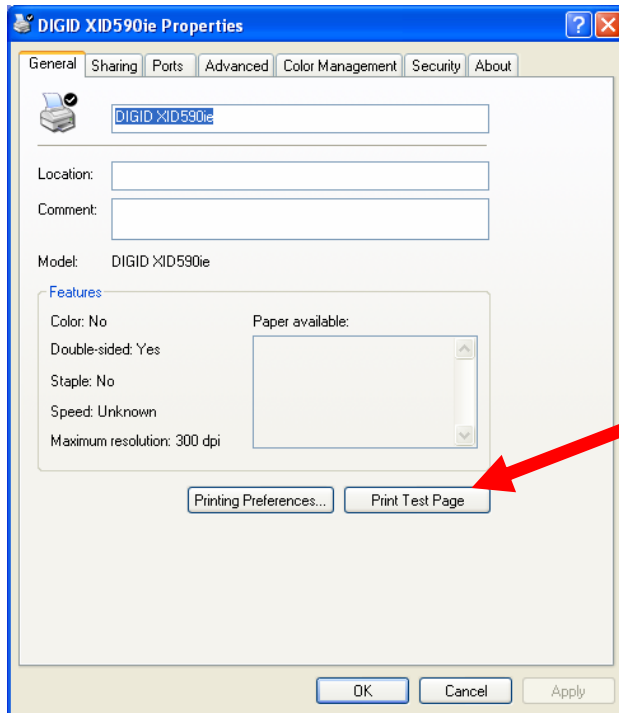 DIGID XID590ie Properties
General Sharing Ports Advanced Color Management Security About
DIGID XID590ie
Location:
Comment:
Model: DIGID XID590ie
Features
Color: No Paper available:
Double-sided: Yes
Staple: No
Speed: Unknown
Maximum resolution: 300 dpi
Printing Preferences... Print Test Page
OK Cancel Apply